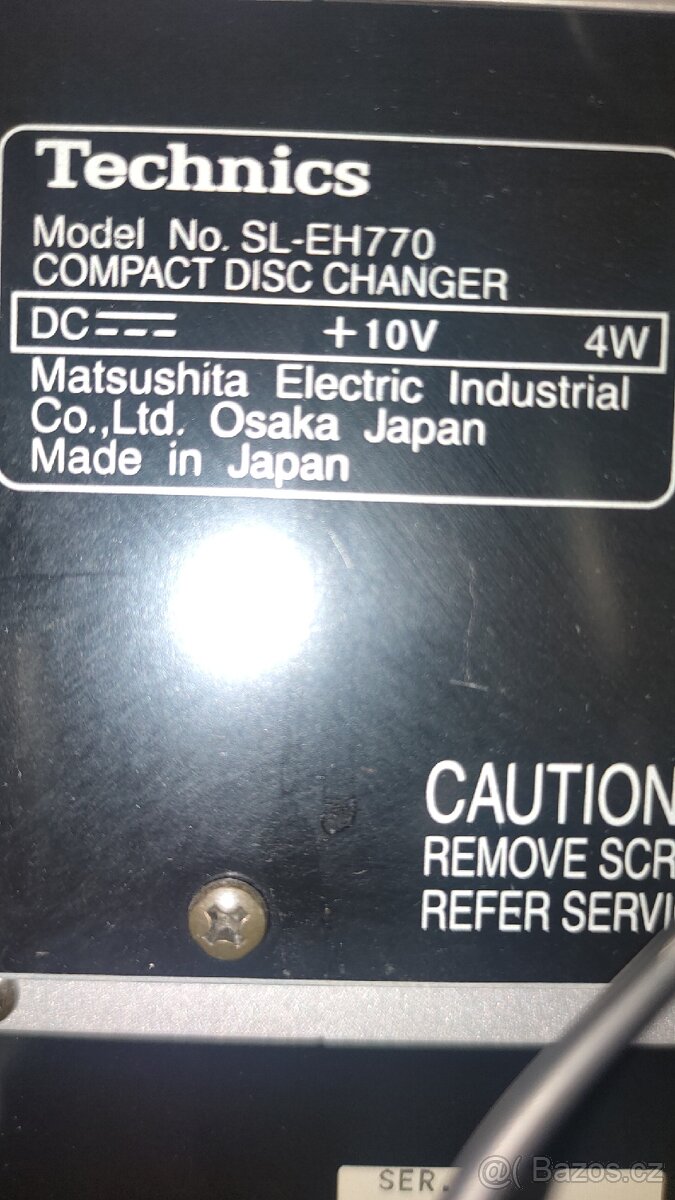 Technics
Model No. SL-EH770
COMPACT DISC CHANGER
DC +10V 4W
Matsushita Electric Industrial
Co.,Ltd. Osaka Japan
Made in Japan
CAUTION
REMOVE SCR
REFER SERVI
SER.
@( Bazos.cz